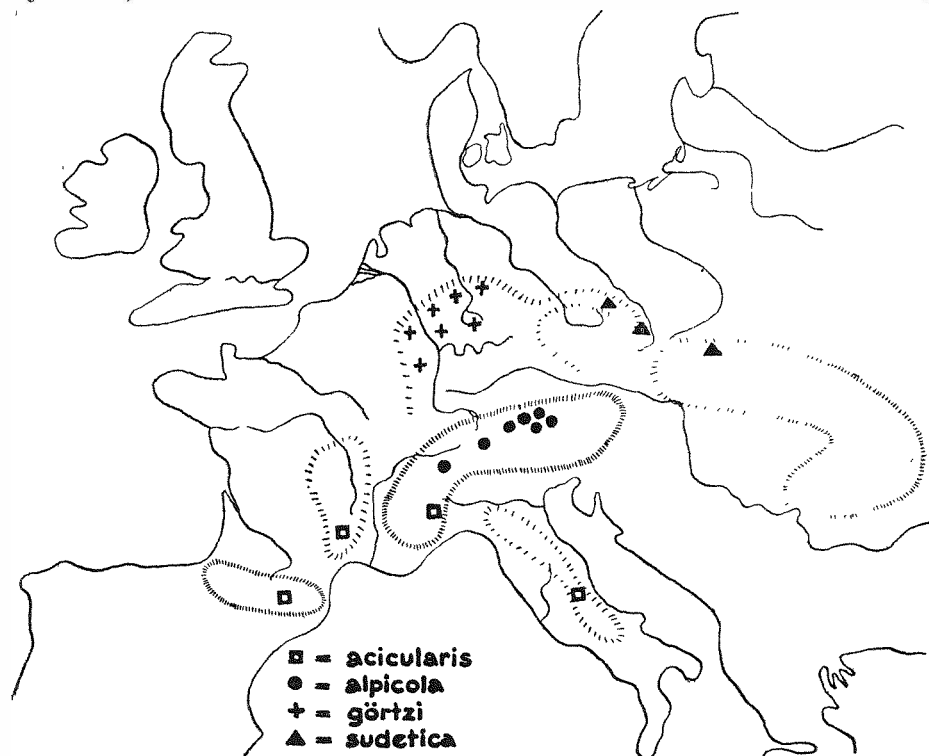 ◘ = acicularis
● = alpicola
+ = görtzi
▲ = sudetica